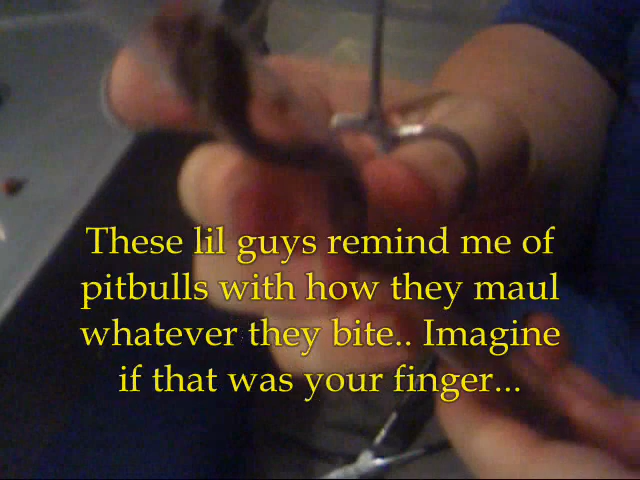 These lil guys remind me of
pitbulls with how they maul
whatever they bite.. Imagine
if that was your finger...